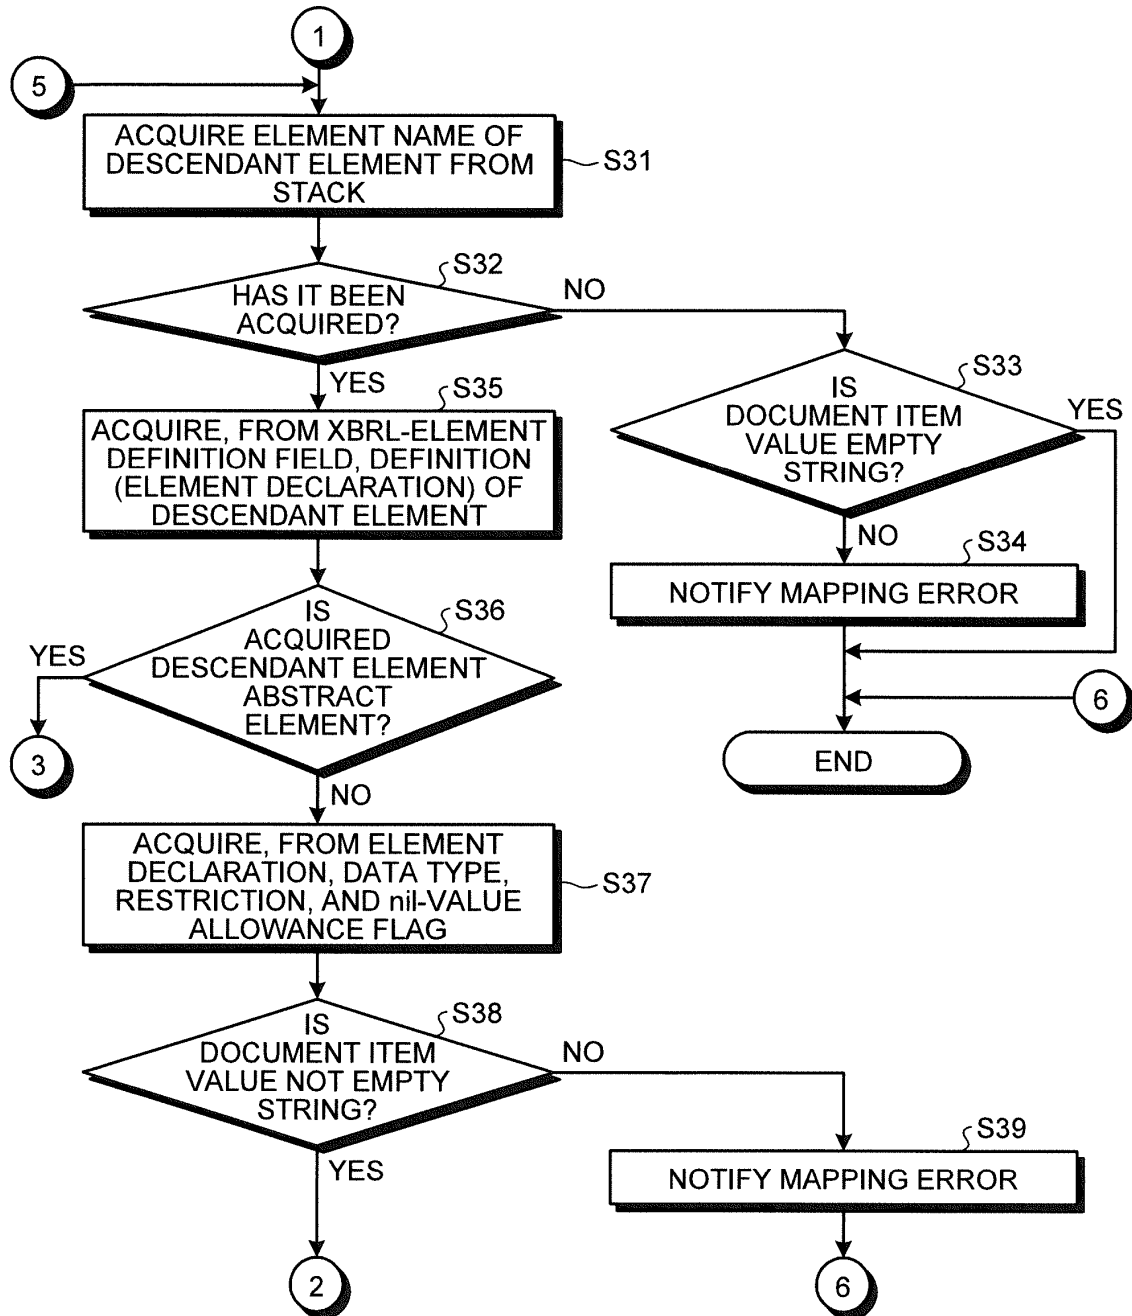 1
5
ACQUIRE ELEMENT NAME OF
DESCENDANT ELEMENT FROM
STACK
S31
S32
HAS IT BEEN
ACQUIRED?
NO
YES
S33
IS
DOCUMENT ITEM
VALUE EMPTY
STRING?
YES
NO
S35
ACQUIRE, FROM XBRL-ELEMENT
DEFINITION FIELD, DEFINITION
(ELEMENT DECLARATION) OF
DESCENDANT ELEMENT
S34
NOTIFY MAPPING ERROR
S36
IS
ACQUIRED
DESCENDANT ELEMENT
ABSTRACT
ELEMENT?
YES
3
NO
6
END
ACQUIRE, FROM ELEMENT
DECLARATION, DATA TYPE,
RESTRICTION, AND nil-VALUE
ALLOWANCE FLAG
S37
S38
IS
DOCUMENT ITEM
VALUE NOT EMPTY
STRING?
NO
YES
S39
NOTIFY MAPPING ERROR
2
6